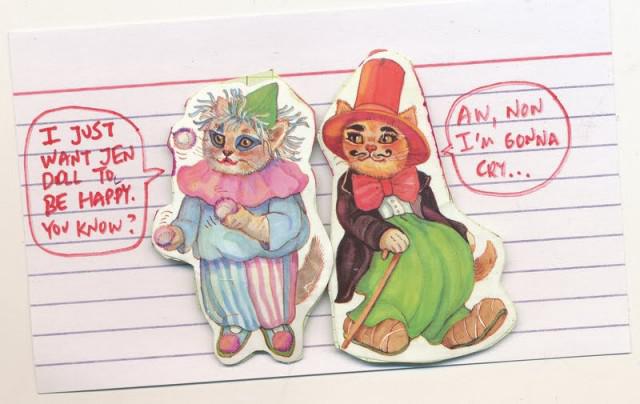 I JUST
WANT JEN
DOLL TO
BE HAPPY.
YOU KNOW?
AW, NOW
I'M GONNA
CRY...